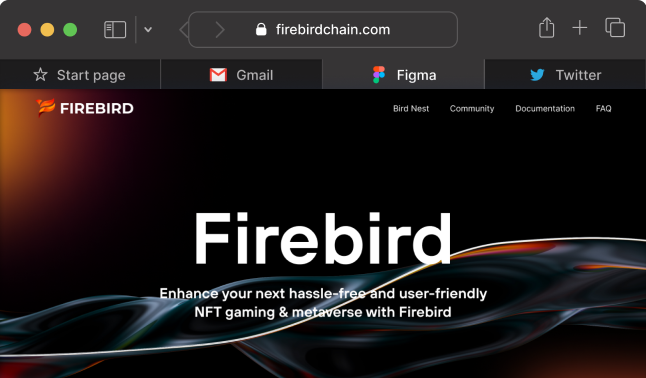 firebirdchain.com
Start page
Gmail
Figma
Twitter
FIREBIRD
Bird Nest
Community
Documentation
FAQ
Firebird
Enhance your next hassle-free and user-friendly
NFT gaming & metaverse with Firebird